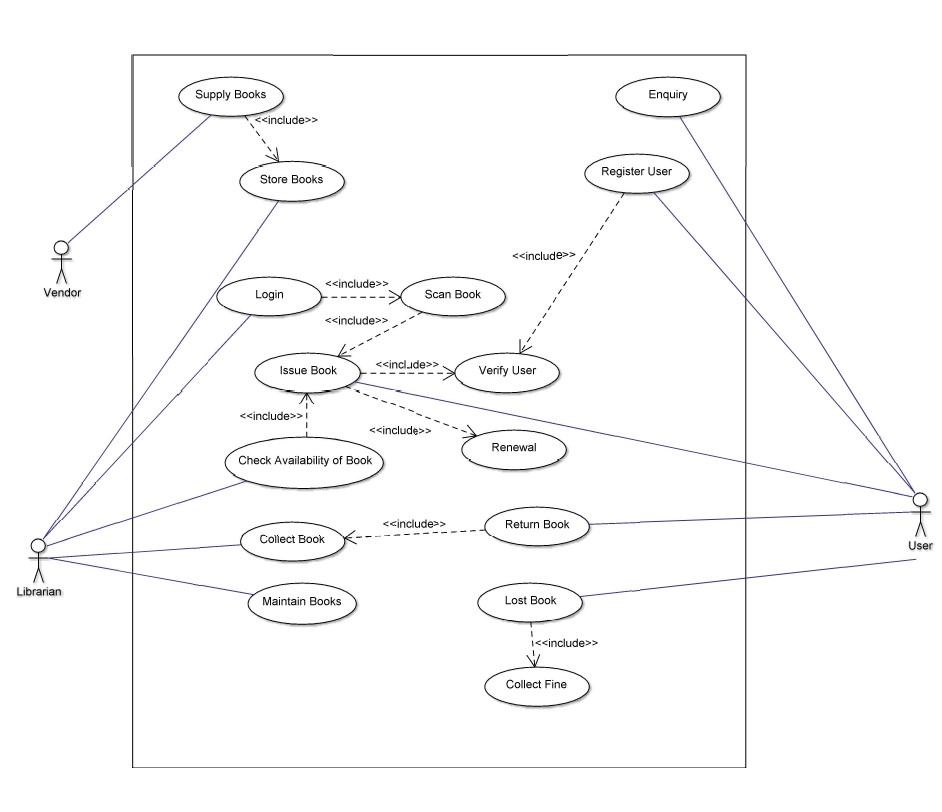 Supply Books
Enquiry
<<include>>
Store Books
Register User
<<include>>
Vendor
Login
<<include>>
Scan Book
<<include>>
Issue Book
<<include>>
Verify User
<<include>>
<<include>>
Renewal
Check Availability of Book
Collect Book
<<include>>
Return Book
User
Librarian
Maintain Books
Lost Book
<<include>>
Collect Fine